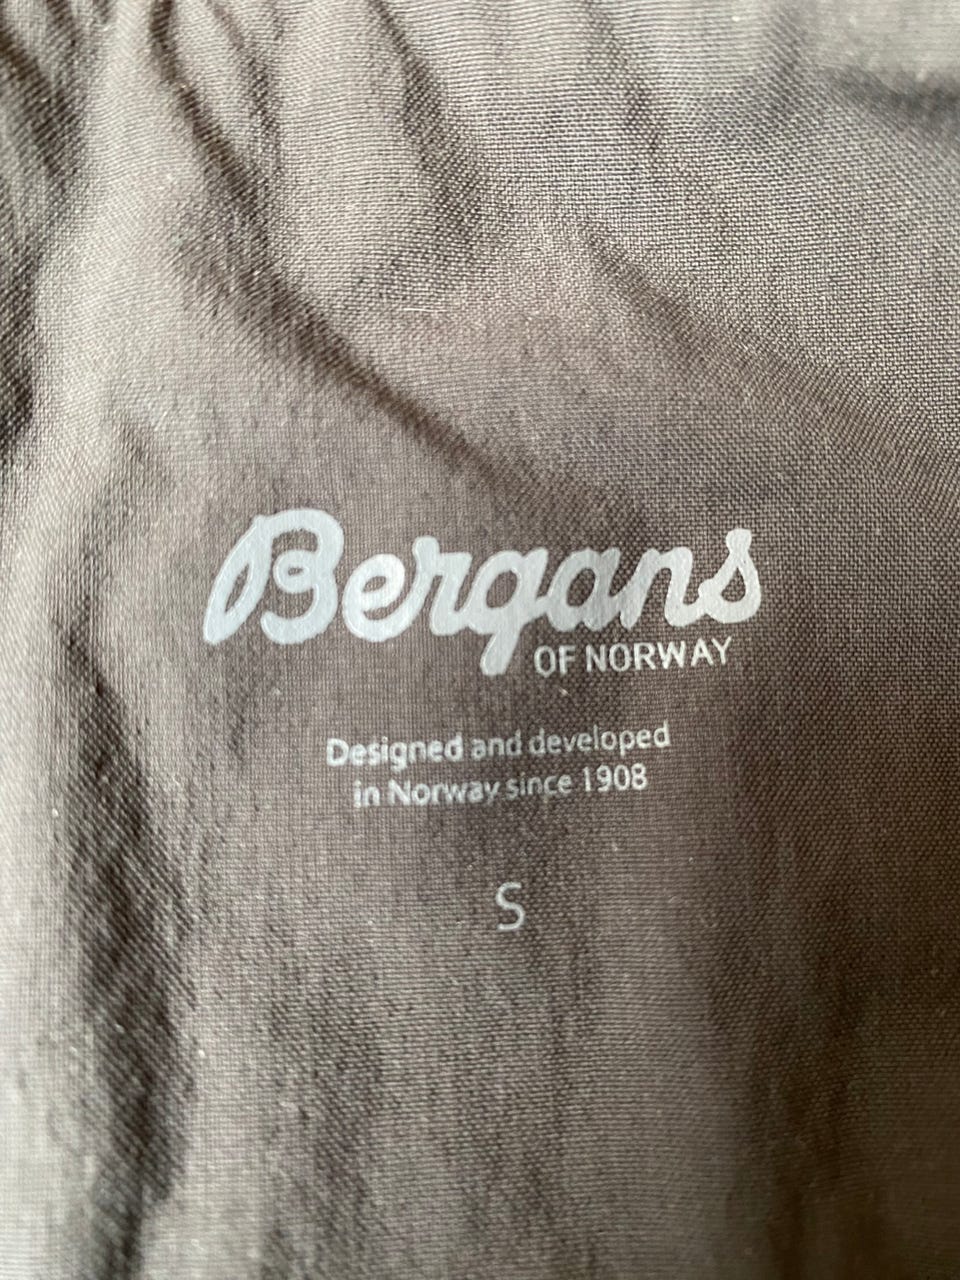 Bergans
OF NORWAY
Designed and developed
in Norway since 1908
S